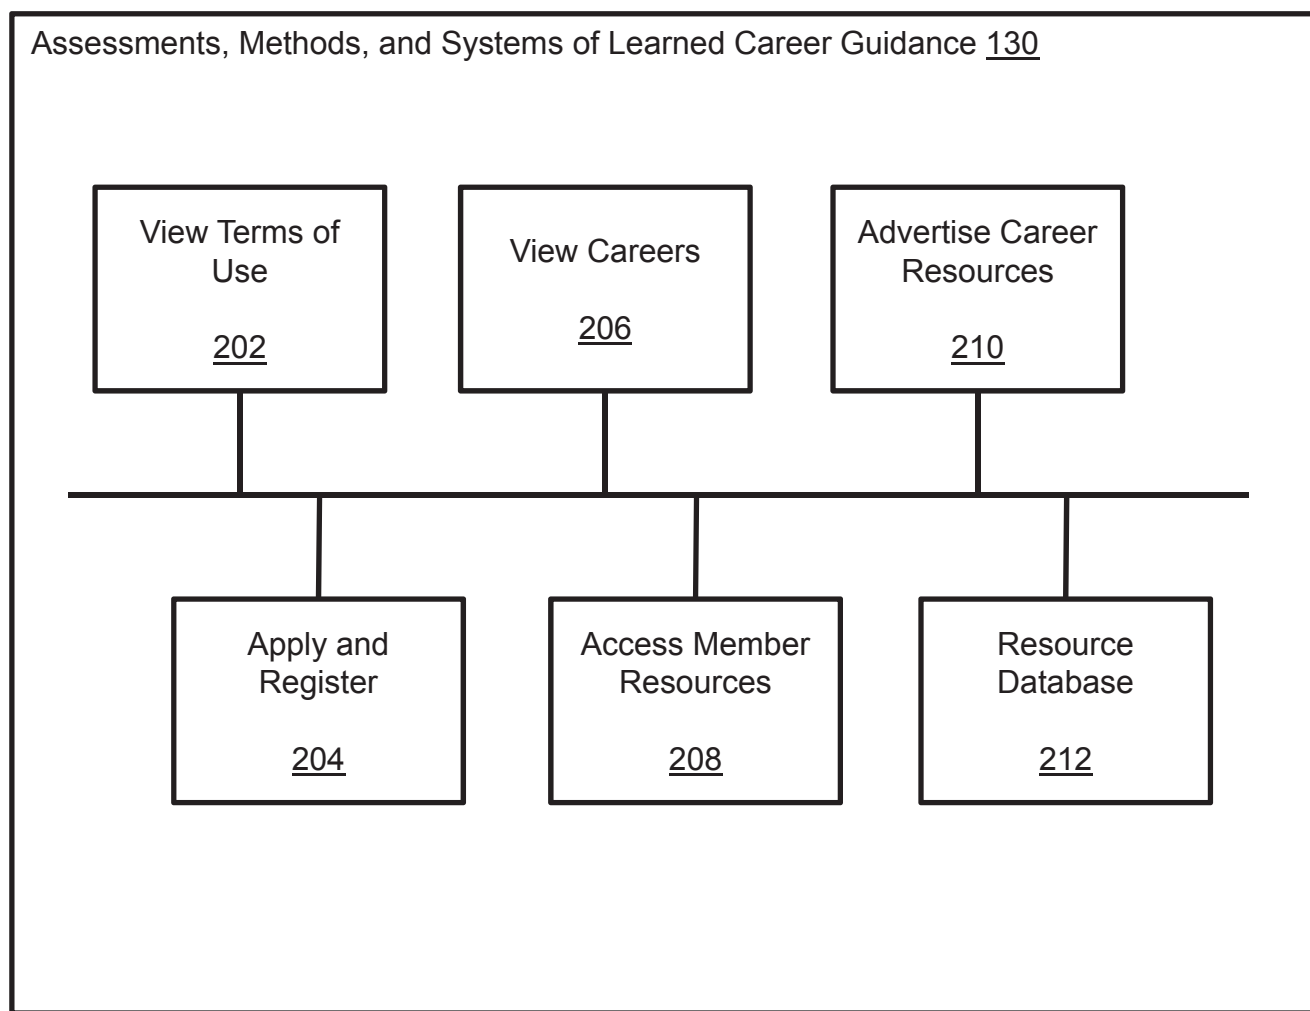 Assessments, Methods, and Systems of Learned Career Guidance 130
View Terms of
Use
202
View Careers
206
Advertise Career
Resources
210
Apply and
Register
204
Access Member
Resources
208
Resource
Database
212